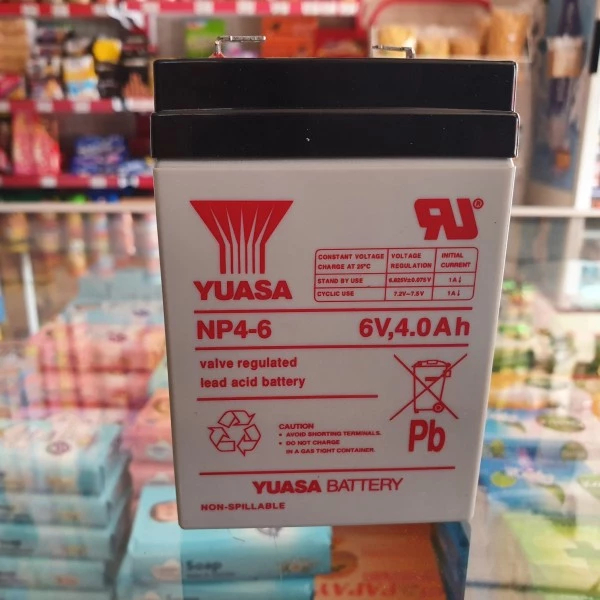 YUASA
CONSTANT VOLTAGE CHARGE AT 25°C VOLTAGE REGULATION INITIAL CURRENT
STAND BY USE 6.825V±0.075V 1A↓
CYCLIC USE 7.2V~7.5V 1A↓
NP4-6 6V,4.0Ah
valve regulated
lead acid battery
CAUTION
• AVOID SHORTING TERMINALS.
• DO NOT CHARGE
IN A GAS TIGHT CONTAINER.
Pb
YUASA BATTERY
NON-SPILLABLE
Soap